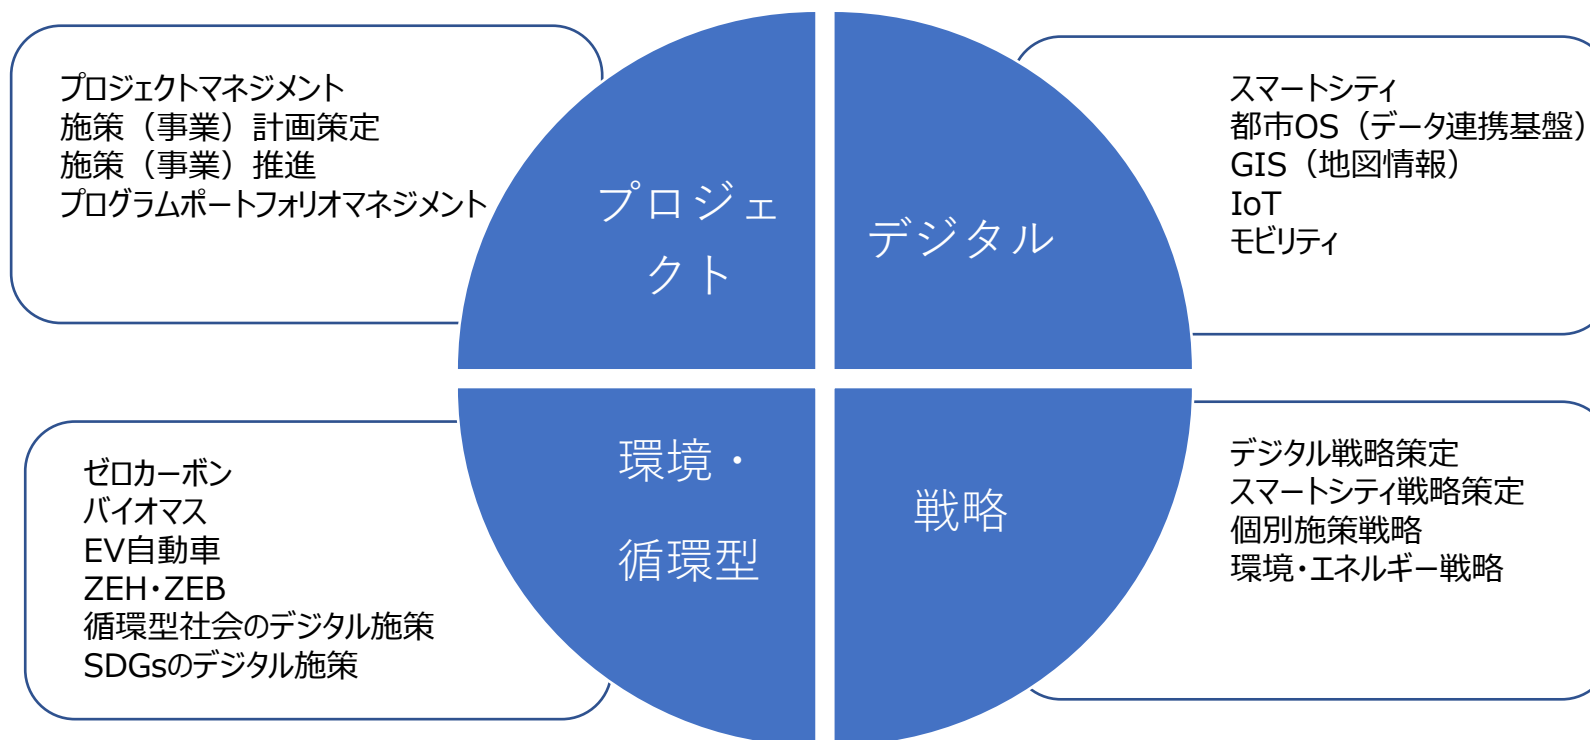 プロジェクトマネジメント
施策（事業）計画策定
施策（事業）推進
プログラムポートフォリオマネジメント
プロジェ
クト
デジタル
スマートシティ
都市OS（データ連携基盤）
GIS（地図情報）
IoT
モビリティ
ゼロカーボン
バイオマス
EV自動車
ZEH・ZEB
循環型社会のデジタル施策
SDGsのデジタル施策
環境・
循環型
戦略
デジタル戦略策定
スマートシティ戦略策定
個別施策戦略
環境・エネルギー戦略